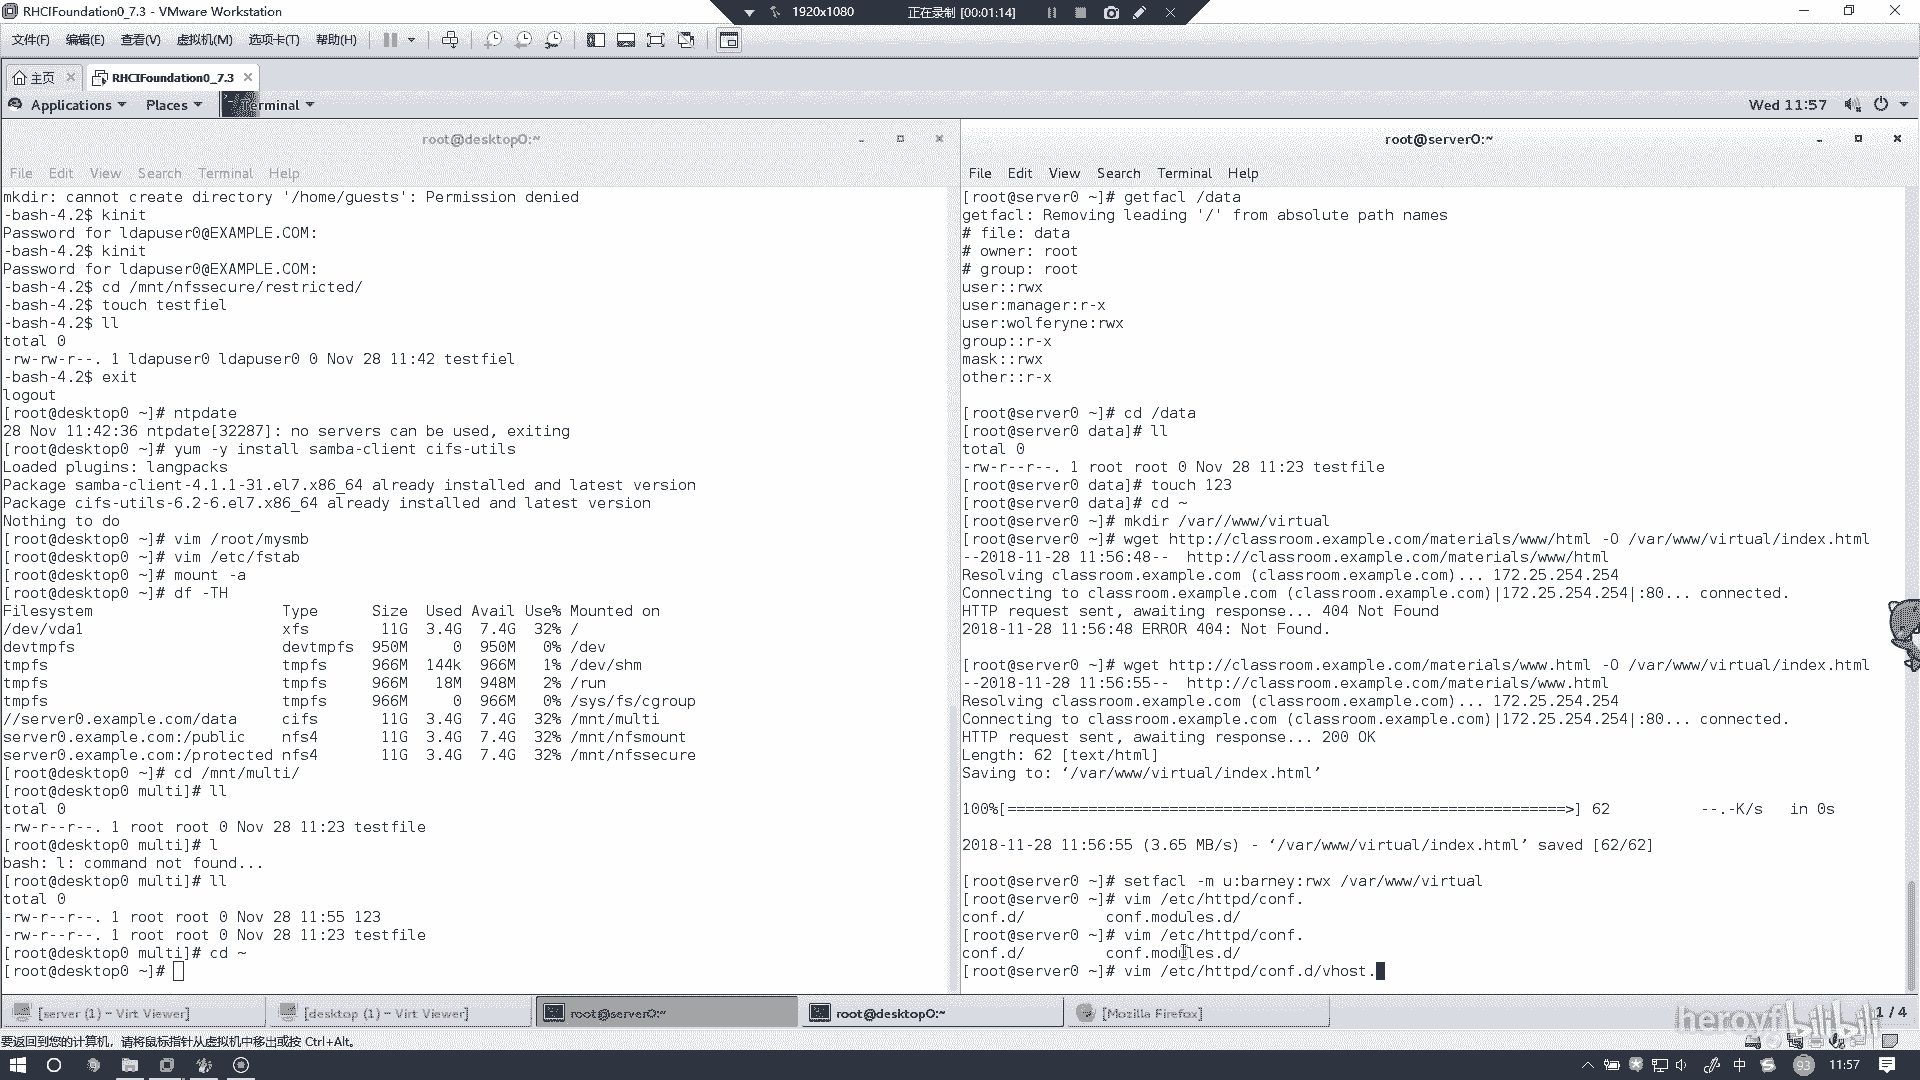 RHCIFoundation0_7.3 - VMware Workstation
1920x1080 正在录制 [00:01:14]
文件(F) 编辑(E) 查看(V) 虚拟机(M) 选项卡(T) 帮助(H)
主页 RHCIFoundation0_7.3
Applications Places Terminal Wed 11:57
root@desktop0:~
File Edit View Search Terminal Help
mkdir: cannot create directory '/home/guests': Permission denied
-bash-4.2$ kinit
Password for ldapuser0@EXAMPLE.COM:
-bash-4.2$ kinit
Password for ldapuser0@EXAMPLE.COM:
-bash-4.2$ cd /mnt/nfssecure/restricted/
-bash-4.2$ touch testfiel
-bash-4.2$ ll
total 0
-rw-rw-r--. 1 ldapuser0 ldapuser0 0 Nov 28 11:42 testfiel
-bash-4.2$ exit
logout
[root@desktop0 ~]# ntpdate
28 Nov 11:42:36 ntpdate[32287]: no servers can be used, exiting
[root@desktop0 ~]# yum -y install samba-client cifs-utils
Loaded plugins: langpacks
Package samba-client-4.1.1-31.el7.x86_64 already installed and latest version
Package cifs-utils-6.2-6.el7.x86_64 already installed and latest version
Nothing to do
[root@desktop0 ~]# vim /root/mysmb
[root@desktop0 ~]# vim /etc/fstab
[root@desktop0 ~]# mount -a
[root@desktop0 ~]# df -TH
Filesystem Type Size Used Avail Use% Mounted on
/dev/vda1 xfs 11G 3.4G 7.4G 32% /
devtmpfs devtmpfs 950M 0 950M 0% /dev
tmpfs tmpfs 966M 144k 966M 1% /dev/shm
tmpfs tmpfs 966M 18M 948M 2% /run
tmpfs tmpfs 966M 0 966M 0% /sys/fs/cgroup
//server0.example.com/data cifs 11G 3.4G 7.4G 32% /mnt/multi
server0.example.com:/public nfs4 11G 3.4G 7.4G 32% /mnt/nfsmount
server0.example.com:/protected nfs4 11G 3.4G 7.4G 32% /mnt/nfssecure
[root@desktop0 ~]# cd /mnt/multi/
[root@desktop0 multi]# ll
total 0
-rw-r--r--. 1 root root 0 Nov 28 11:23 testfile
[root@desktop0 multi]# l
bash: l: command not found...
[root@desktop0 multi]# ll
total 0
-rw-r--r--. 1 root root 0 Nov 28 11:55 123
-rw-r--r--. 1 root root 0 Nov 28 11:23 testfile
[root@desktop0 multi]# cd ~
[root@desktop0 ~]#
root@server0:~
File Edit View Search Terminal Help
[root@server0 ~]# getfacl /data
getfacl: Removing leading '/' from absolute path names
# file: data
# owner: root
# group: root
user::rwx
user:manager:r-x
user:wolferyne:rwx
group::r-x
mask::rwx
other::r-x
[root@server0 ~]# cd /data
[root@server0 data]# ll
total 0
-rw-r--r--. 1 root root 0 Nov 28 11:23 testfile
[root@server0 data]# touch 123
[root@server0 data]# cd ~
[root@server0 ~]# mkdir /var//www/virtual
[root@server0 ~]# wget http://classroom.example.com/materials/www/html -O /var/www/virtual/index.html
--2018-11-28 11:56:48-- http://classroom.example.com/materials/www/html
Resolving classroom.example.com (classroom.example.com)... 172.25.254.254
Connecting to classroom.example.com (classroom.example.com)|172.25.254.254|:80... connected.
HTTP request sent, awaiting response... 404 Not Found
2018-11-28 11:56:48 ERROR 404: Not Found.
[root@server0 ~]# wget http://classroom.example.com/materials/www.html -O /var/www/virtual/index.html
--2018-11-28 11:56:55-- http://classroom.example.com/materials/www.html
Resolving classroom.example.com (classroom.example.com)... 172.25.254.254
Connecting to classroom.example.com (classroom.example.com)|172.25.254.254|:80... connected.
HTTP request sent, awaiting response... 200 OK
Length: 62 [text/html]
Saving to: ‘/var/www/virtual/index.html’
100%[==============================================================>] 62 --.-K/s in 0s
2018-11-28 11:56:55 (3.65 MB/s) - ‘/var/www/virtual/index.html’ saved [62/62]
[root@server0 ~]# setfacl -m u:barney:rwx /var/www/virtual
[root@server0 ~]# vim /etc/httpd/conf.
conf.d/ conf.modules.d/
[root@server0 ~]# vim /etc/httpd/conf.
conf.d/ conf.modules.d/
[root@server0 ~]# vim /etc/httpd/conf.d/vhost.
[server (1) – Virt Viewer] [desktop (1) – Virt Viewer] root@server0:~ root@desktop0:~ [Mozilla Firefox] 1 / 4
bilibili
要返回到您的计算机，请将鼠标指针从虚拟机中移出或按 Ctrl+Alt。
中 93 11:57